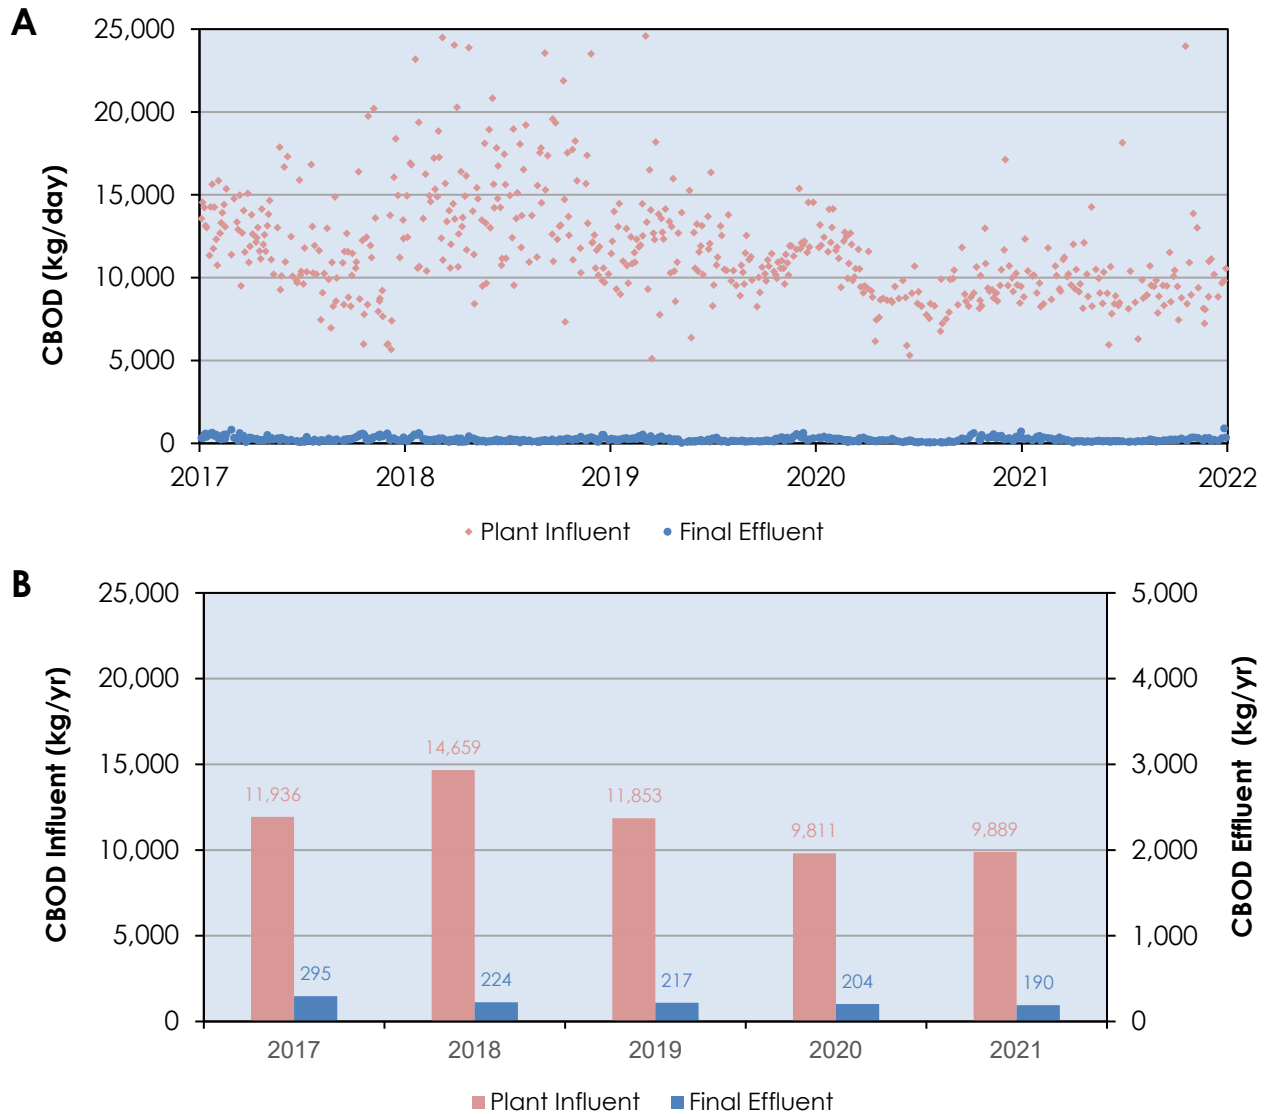 A
CBOD (kg/day)
25,000
20,000
15,000
10,000
5,000
0
2017 2018 2019 2020 2021 2022
Plant Influent Final Effluent
B
CBOD Influent (kg/yr)
25,000
20,000
15,000
10,000
5,000
0
CBOD Effluent (kg/yr)
5,000
4,000
3,000
2,000
1,000
0
11,936 14,659 11,853 9,811 9,889
295 224 217 204 190
2017 2018 2019 2020 2021
Plant Influent Final Effluent